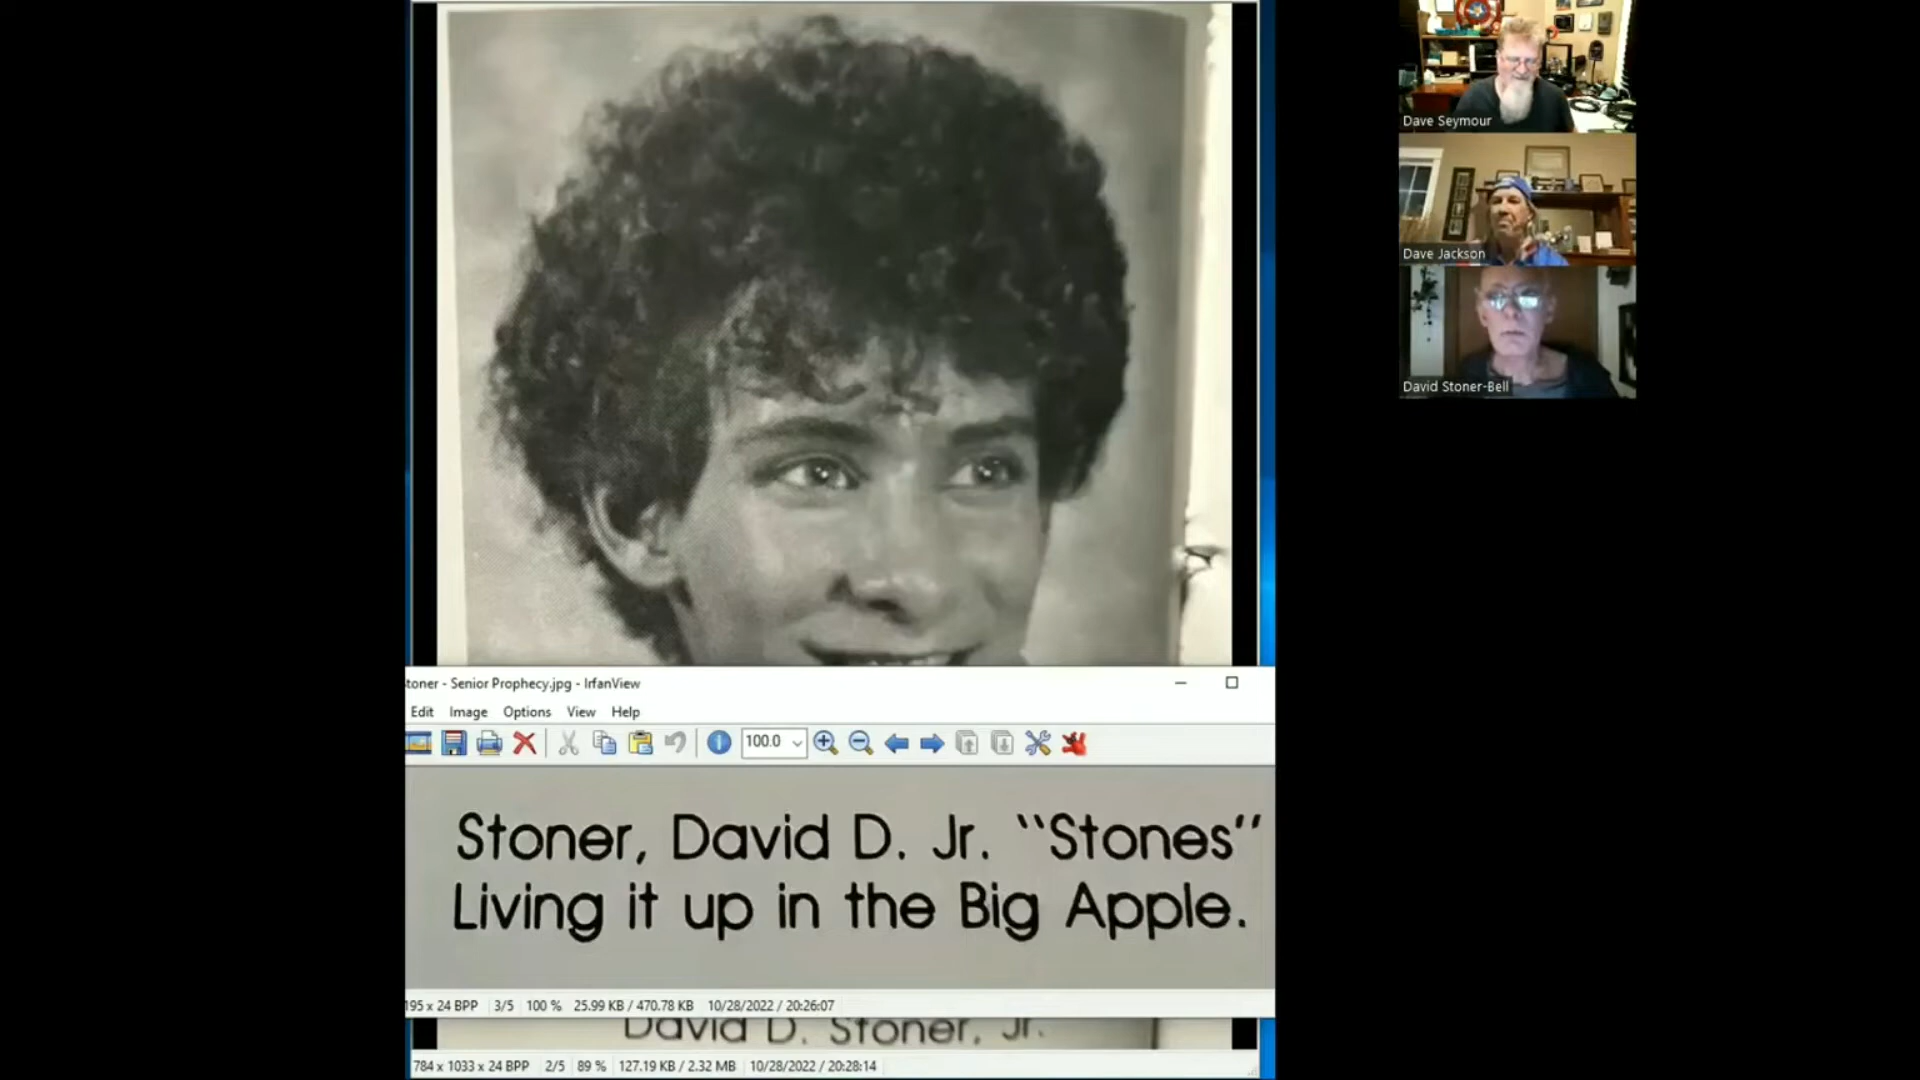 Dave Seymour
Dave Jackson
David Stoner-Bell
toner - Senior Prophecy.jpg - IrfanView
Edit Image Options View Help
100.0
Stoner, David D. Jr. "Stones"
Living it up in the Big Apple.
195 x 24 BPP 3/5 100 % 25.99 KB / 470.78 KB 10/28/2022 / 20:26:07
David D. Stoner, Jr.
784 x 1033 x 24 BPP 2/5 89 % 127.19 KB / 2.32 MB 10/28/2022 / 20:28:14